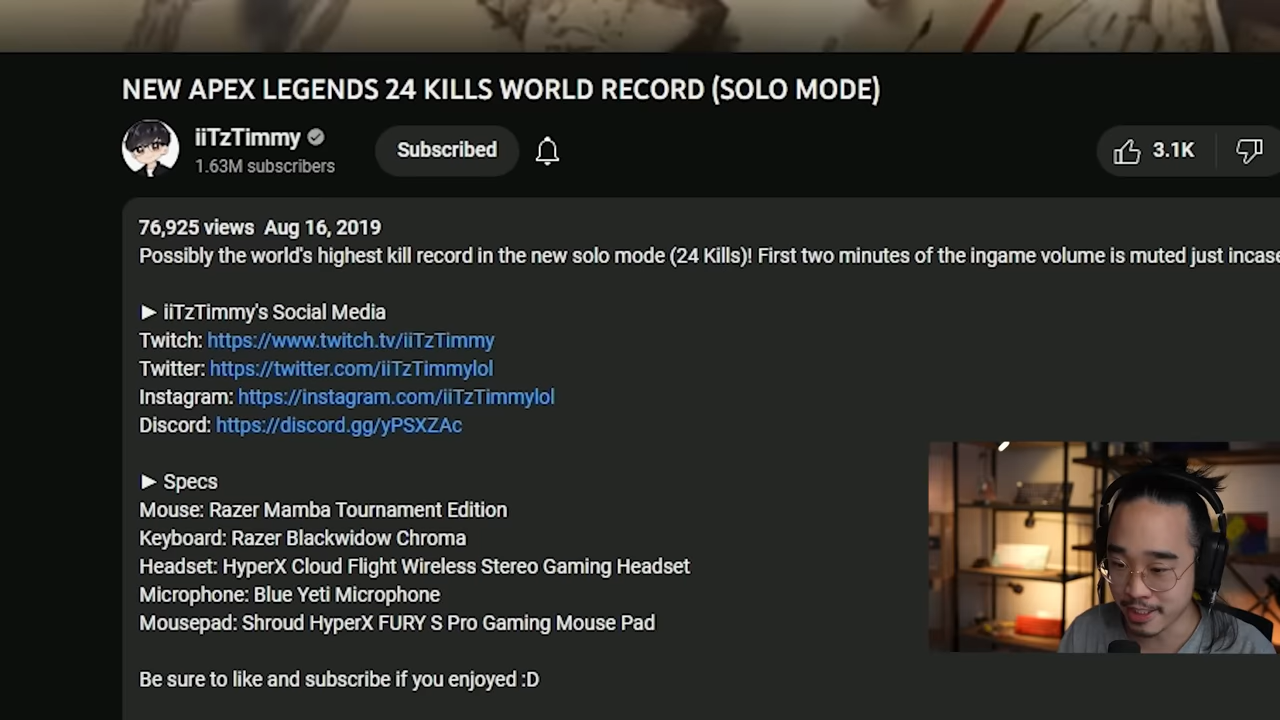 NEW APEX LEGENDS 24 KILLS WORLD RECORD (SOLO MODE)
iiTzTimmy
1.63M subscribers
Subscribed
3.1K
76,925 views Aug 16, 2019
Possibly the world's highest kill record in the new solo mode (24 Kills)! First two minutes of the ingame volume is muted just incase
► iiTzTimmy's Social Media
Twitch: https://www.twitch.tv/iiTzTimmy
Twitter: https://twitter.com/iiTzTimmylol
Instagram: https://instagram.com/iiTzTimmylol
Discord: https://discord.gg/yPSXZAc
► Specs
Mouse: Razer Mamba Tournament Edition
Keyboard: Razer Blackwidow Chroma
Headset: HyperX Cloud Flight Wireless Stereo Gaming Headset
Microphone: Blue Yeti Microphone
Mousepad: Shroud HyperX FURY S Pro Gaming Mouse Pad
Be sure to like and subscribe if you enjoyed :D